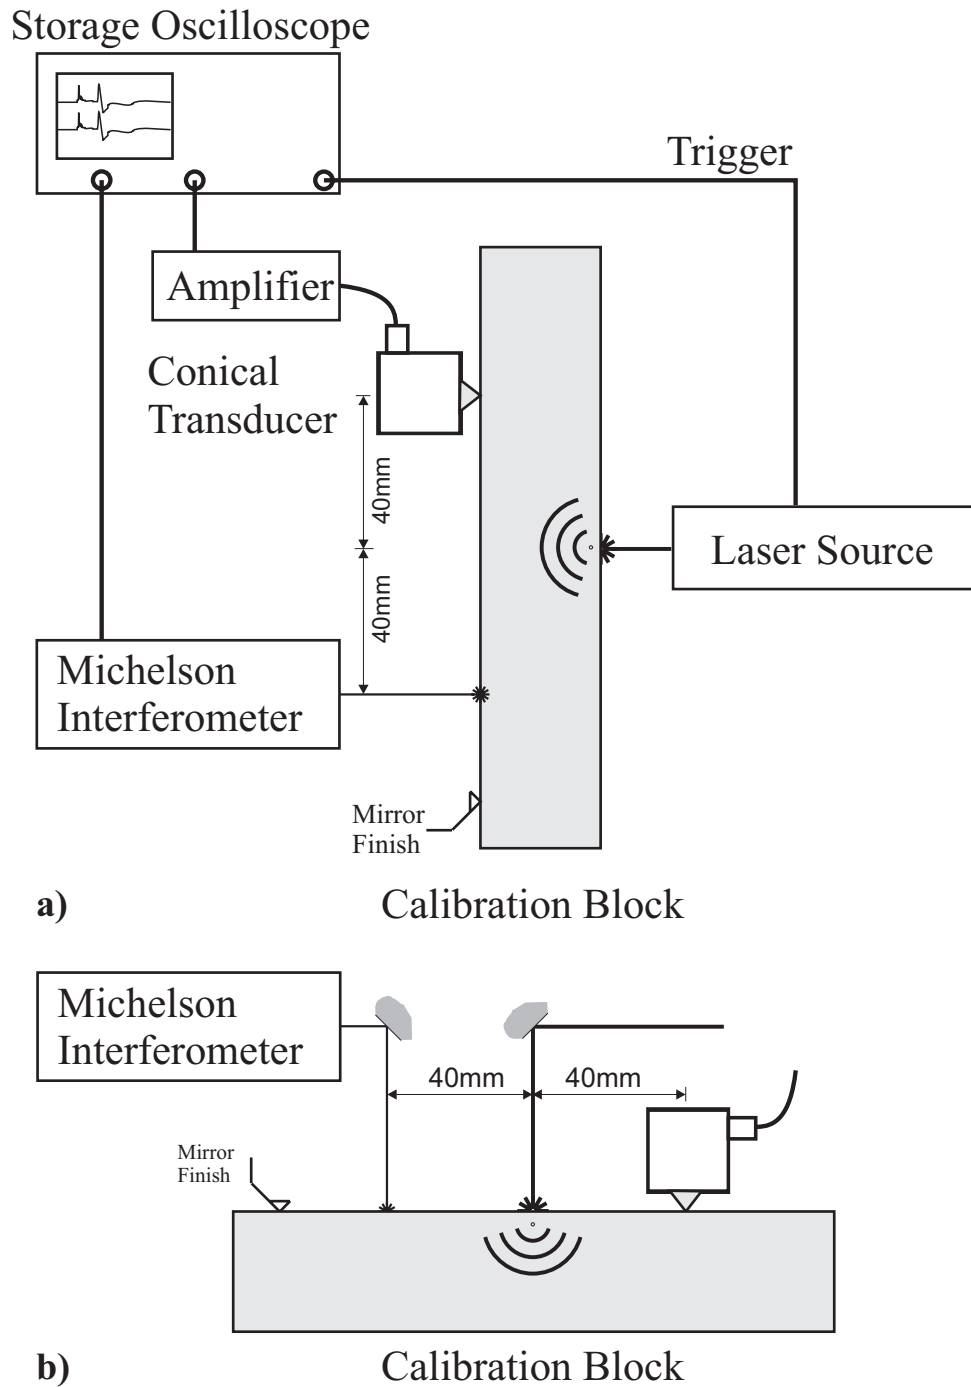 Storage Oscilloscope
Trigger
Amplifier
Conical
Transducer
40mm
40mm
Laser Source
Michelson
Interferometer
Mirror
Finish
a)
Calibration Block
Michelson
Interferometer
40mm
40mm
Mirror
Finish
b)
Calibration Block